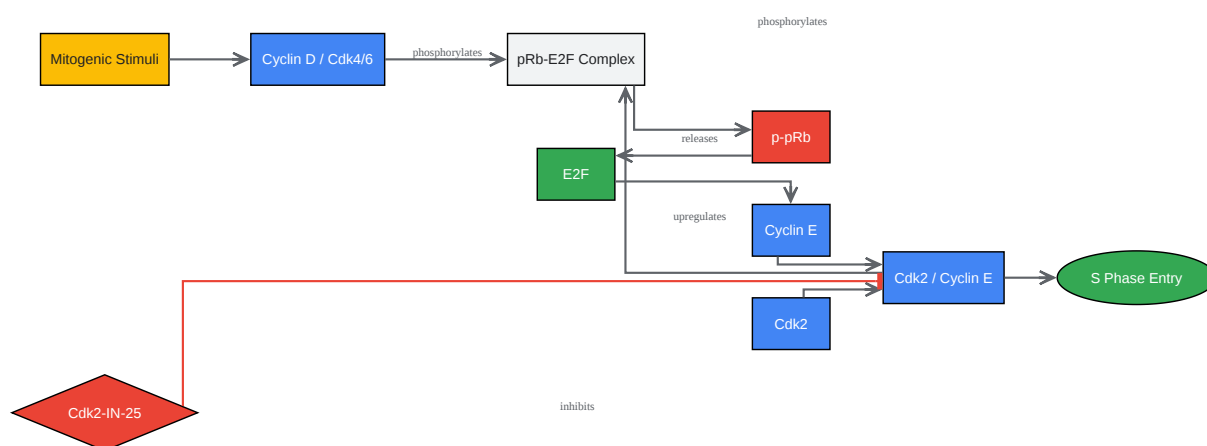 phosphorylates
Mitogenic Stimuli
Cyclin D / Cdk4/6
phosphorylates
pRb-E2F Complex
p-pRb
releases
E2F
upregulates
Cyclin E
Cdk2 / Cyclin E
S Phase Entry
Cdk2
Cdk2-IN-25
inhibits